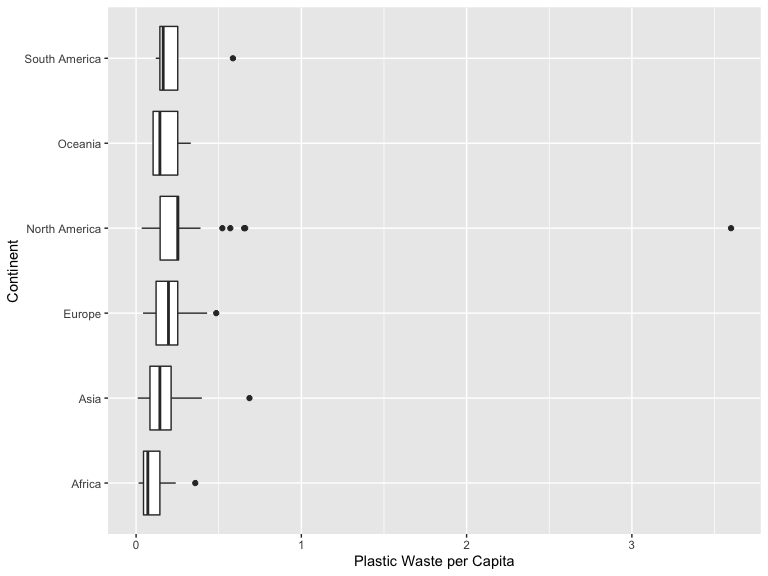 South America
Oceania
North America
Europe
Asia
Africa
Continent
0 1 2 3
Plastic Waste per Capita